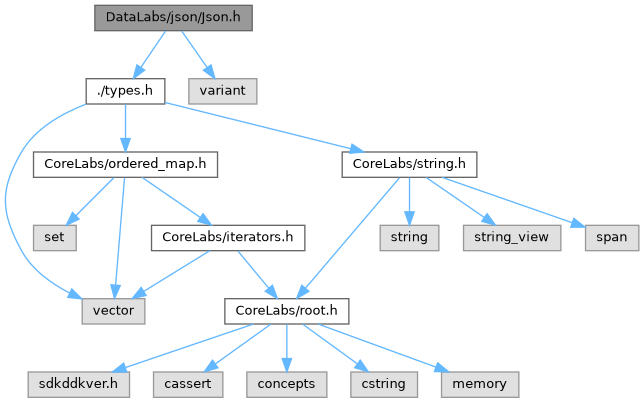 DataLabs/json/Json.h
./types.h
variant
CoreLabs/ordered_map.h
CoreLabs/string.h
set
CoreLabs/iterators.h
string
string_view
span
vector
CoreLabs/root.h
sdkddkver.h
cassert
concepts
cstring
memory